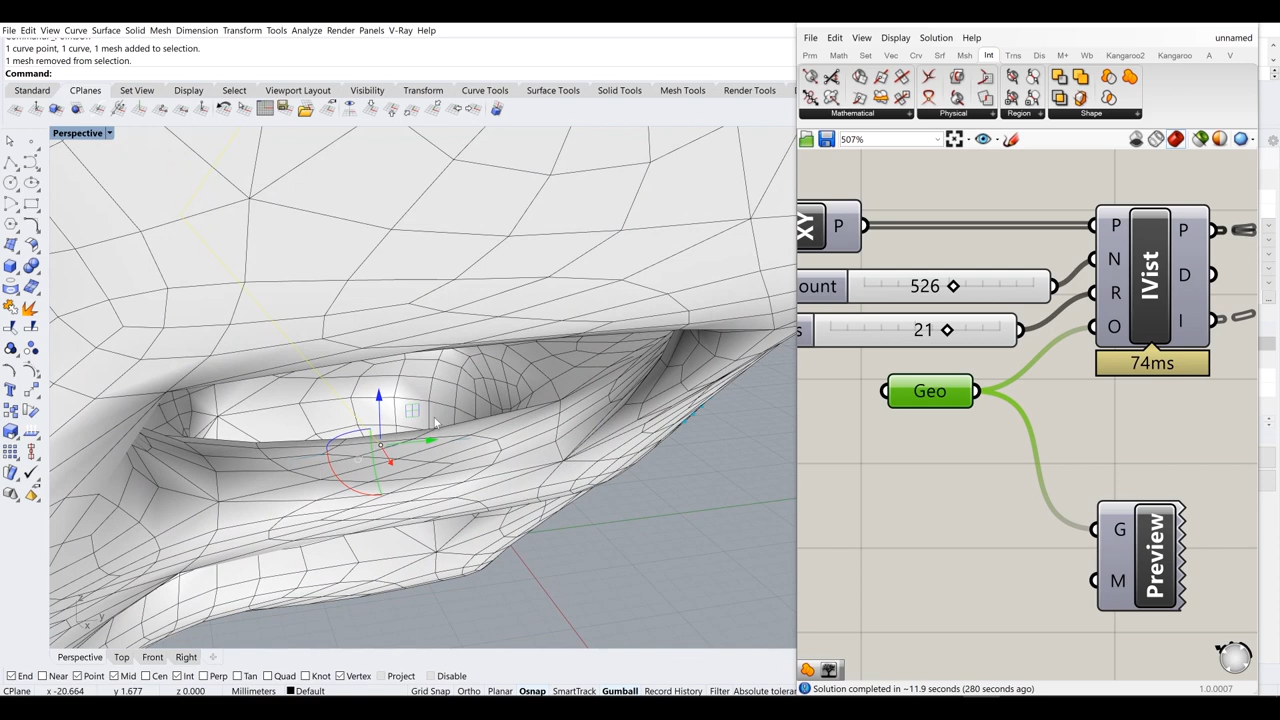 File Edit View Curve Surface Solid Mesh Dimension Transform Tools Analyze Render Panels V-Ray Help
1 curve point, 1 curve, 1 mesh added to selection.
1 mesh removed from selection.
Command:
Standard CPlanes Set View Display Select Viewport Layout Visibility Transform Curve Tools Surface Tools Solid Tools Mesh Tools Render Tools
Perspective
z
y
x
Perspective Top Front Right
End Near Point Mid Cen Int Perp Tan Quad Knot Vertex Project Disable
CPlane x -20.664 y 1.677 z 0.000 Millimeters Default Grid Snap Ortho Planar Osnap SmartTrack Gumball Record History Filter Absolute tolera
File Edit View Display Solution Help unnamed
Prm Math Set Vec Crv Srf Msh Int Trns Dis M+ Wb Kangaroo2 Kangaroo A V
Mathematical Physical Region Shape
507%
XY P
P P
ount 526
N D
IVist
R
s 21
O I
74ms
Geo
G
Preview
M
Solution completed in ~11.9 seconds (280 seconds ago) 1.0.0007